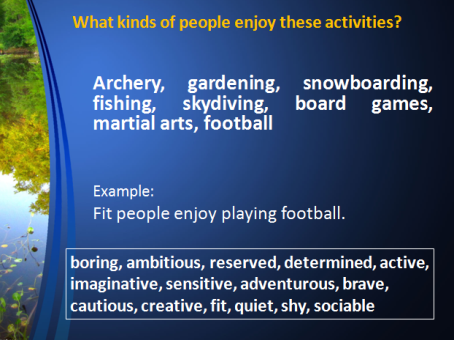 What kinds of people enjoy these activities?
Archery, gardening, snowboarding,
fishing, skydiving, board games,
martial arts, football
Example:
Fit people enjoy playing football.
boring, ambitious, reserved, determined, active,
imaginative, sensitive, adventurous, brave,
cautious, creative, fit, quiet, shy, sociable